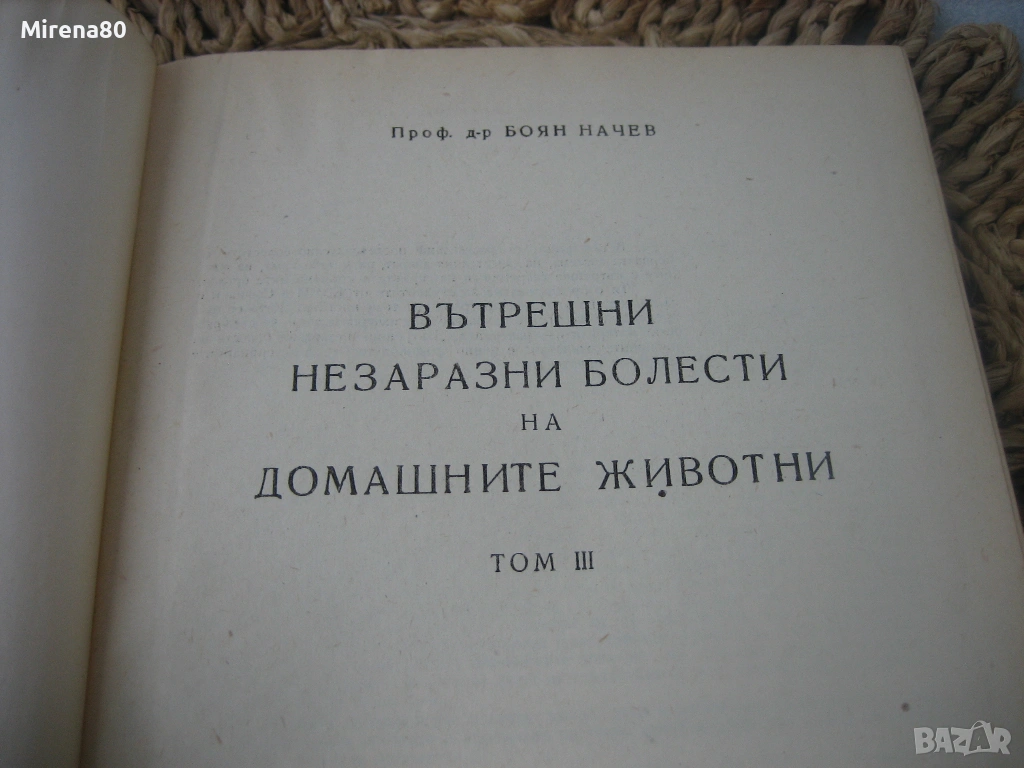 Mirena80
Проф. д-р БОЯН НАЧЕВ
ВЪТРЕШНИ
НЕЗАРАЗНИ БОЛЕСТИ
НА
ДОМАШНИТЕ ЖИВОТНИ
ТОМ III
BAZAR